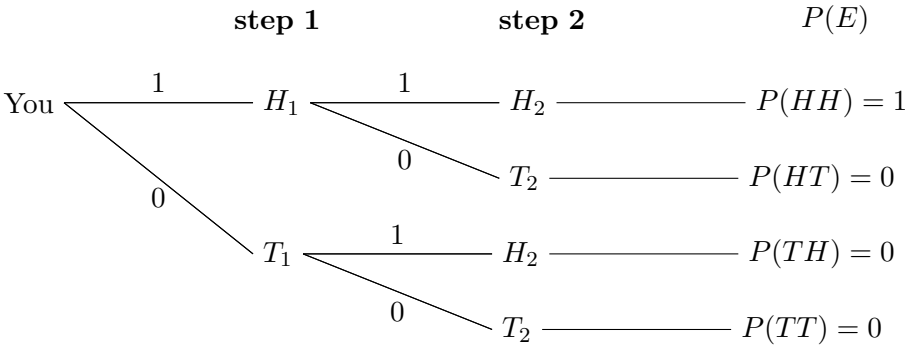 step 1 step 2 P(E)
1 1
You H₁ H₂ P(HH) = 1
0
T₂ P(HT) = 0
0
1
T₁ H₂ P(TH) = 0
0
T₂ P(TT) = 0